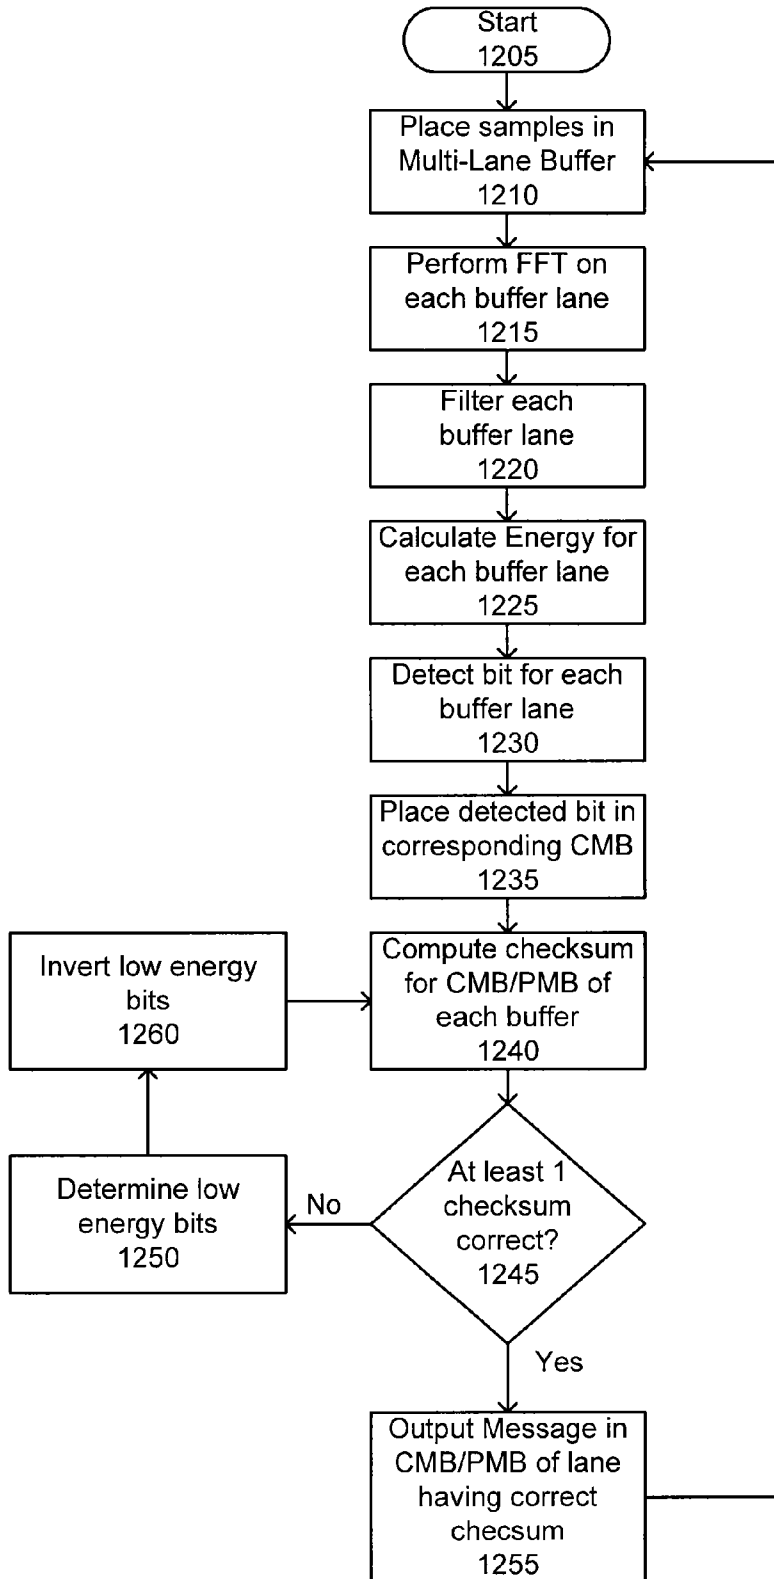 Start
1205
Place samples in
Multi-Lane Buffer
1210
Perform FFT on
each buffer lane
1215
Filter each
buffer lane
1220
Calculate Energy for
each buffer lane
1225
Detect bit for each
buffer lane
1230
Place detected bit in
corresponding CMB
1235
Invert low energy
bits
1260
Compute checksum
for CMB/PMB of
each buffer
1240
Determine low
energy bits
1250
No
At least 1
checksum
correct?
1245
Yes
Output Message in
CMB/PMB of lane
having correct
checsum
1255